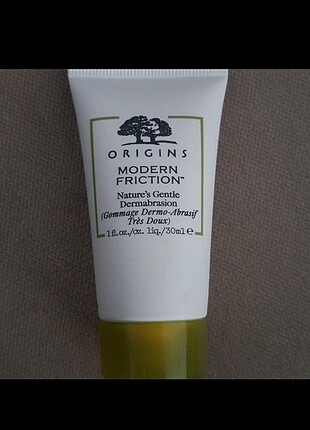 ORIGINS
MODERN
FRICTION™
Nature's Gentle
Dermabrasion
(Gommage Dermo-Abrasif
Très Doux)
1 fl.oz./oz. liq./30ml e